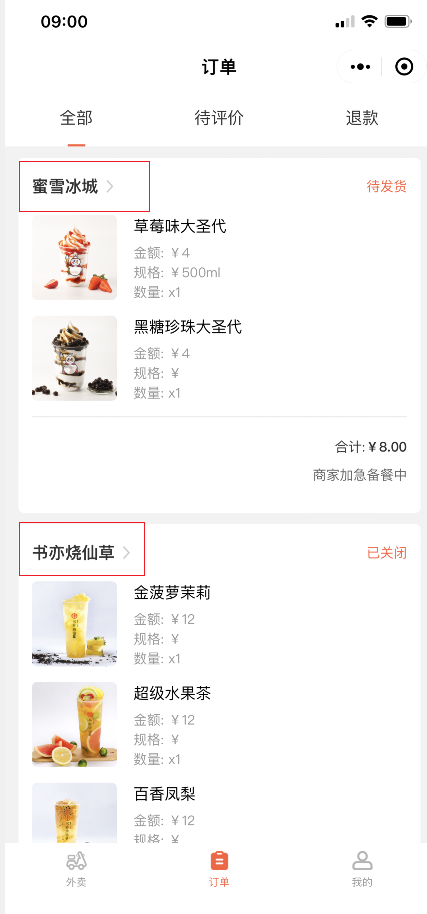 09:00
订单
全部
待评价
退款
蜜雪冰城
待发货
草莓味大圣代
金额: ￥4
规格: ￥500ml
数量: x1
黑糖珍珠大圣代
金额: ￥4
规格: ￥
数量: x1
合计:￥8.00
商家加急备餐中
书亦烧仙草
已关闭
金菠萝茉莉
金额: ￥12
规格: ￥
数量: x1
超级水果茶
金额: ￥12
规格: ￥
数量: x1
百香凤梨
金额: ￥12
规格: ￥
外卖
订单
我的